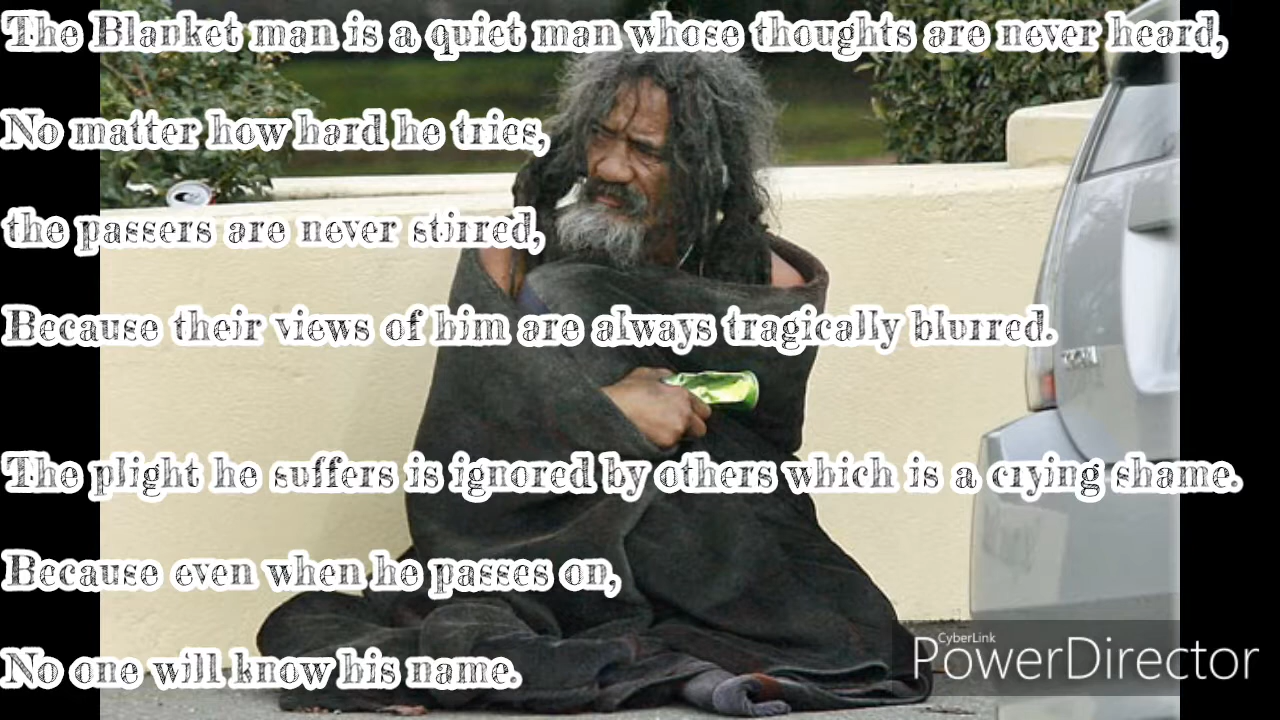 The Blanket man is a quiet man whose thoughts are never heard,
No matter how hard he tries,
the passers are never stirred,
Because their views of him are always tragically blurred.
The plight he suffers is ignored by others which is a crying shame.
Because even when he passes on,
No one will know his name.
CyberLink
PowerDirector